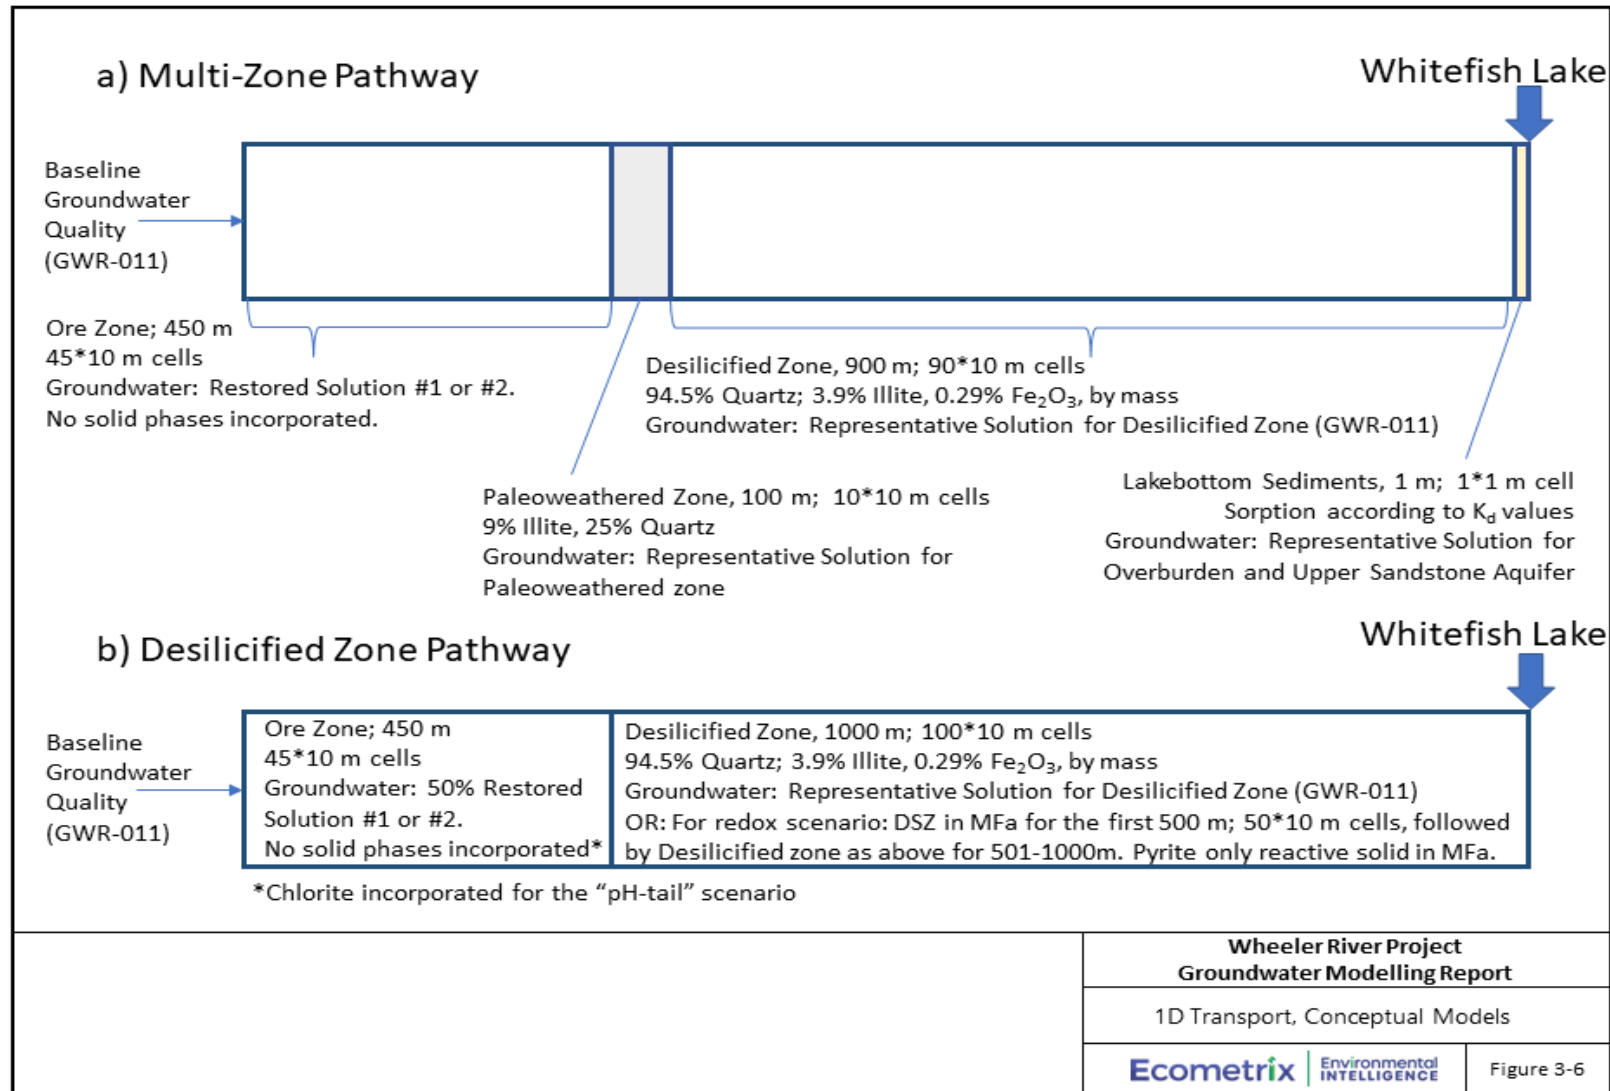 a) Multi-Zone Pathway
Whitefish Lake
Baseline
Groundwater
Quality
(GWR-011)
Ore Zone; 450 m
45*10 m cells
Groundwater: Restored Solution #1 or #2.
No solid phases incorporated.
Desilicified Zone, 900 m; 90*10 m cells
94.5% Quartz; 3.9% Illite, 0.29% Fe₂O₃, by mass
Groundwater: Representative Solution for Desilicified Zone (GWR-011)
Paleoweathered Zone, 100 m; 10*10 m cells
9% Illite, 25% Quartz
Groundwater: Representative Solution for
Paleoweathered zone
Lakebottom Sediments, 1 m; 1*1 m cell
Sorption according to Kd values
Groundwater: Representative Solution for
Overburden and Upper Sandstone Aquifer
b) Desilicified Zone Pathway
Whitefish Lake
Baseline
Groundwater
Quality
(GWR-011)
Ore Zone; 450 m
45*10 m cells
Groundwater: 50% Restored
Solution #1 or #2.
No solid phases incorporated*
Desilicified Zone, 1000 m; 100*10 m cells
94.5% Quartz; 3.9% Illite, 0.29% Fe₂O₃, by mass
Groundwater: Representative Solution for Desilicified Zone (GWR-011)
OR: For redox scenario: DSZ in MFa for the first 500 m; 50*10 m cells, followed
by Desilicified zone as above for 501-1000m. Pyrite only reactive solid in MFa.
*Chlorite incorporated for the “pH-tail” scenario
Wheeler River Project
Groundwater Modelling Report
1D Transport, Conceptual Models
Ecometrix
Environmental
INTELLIGENCE
Figure 3-6